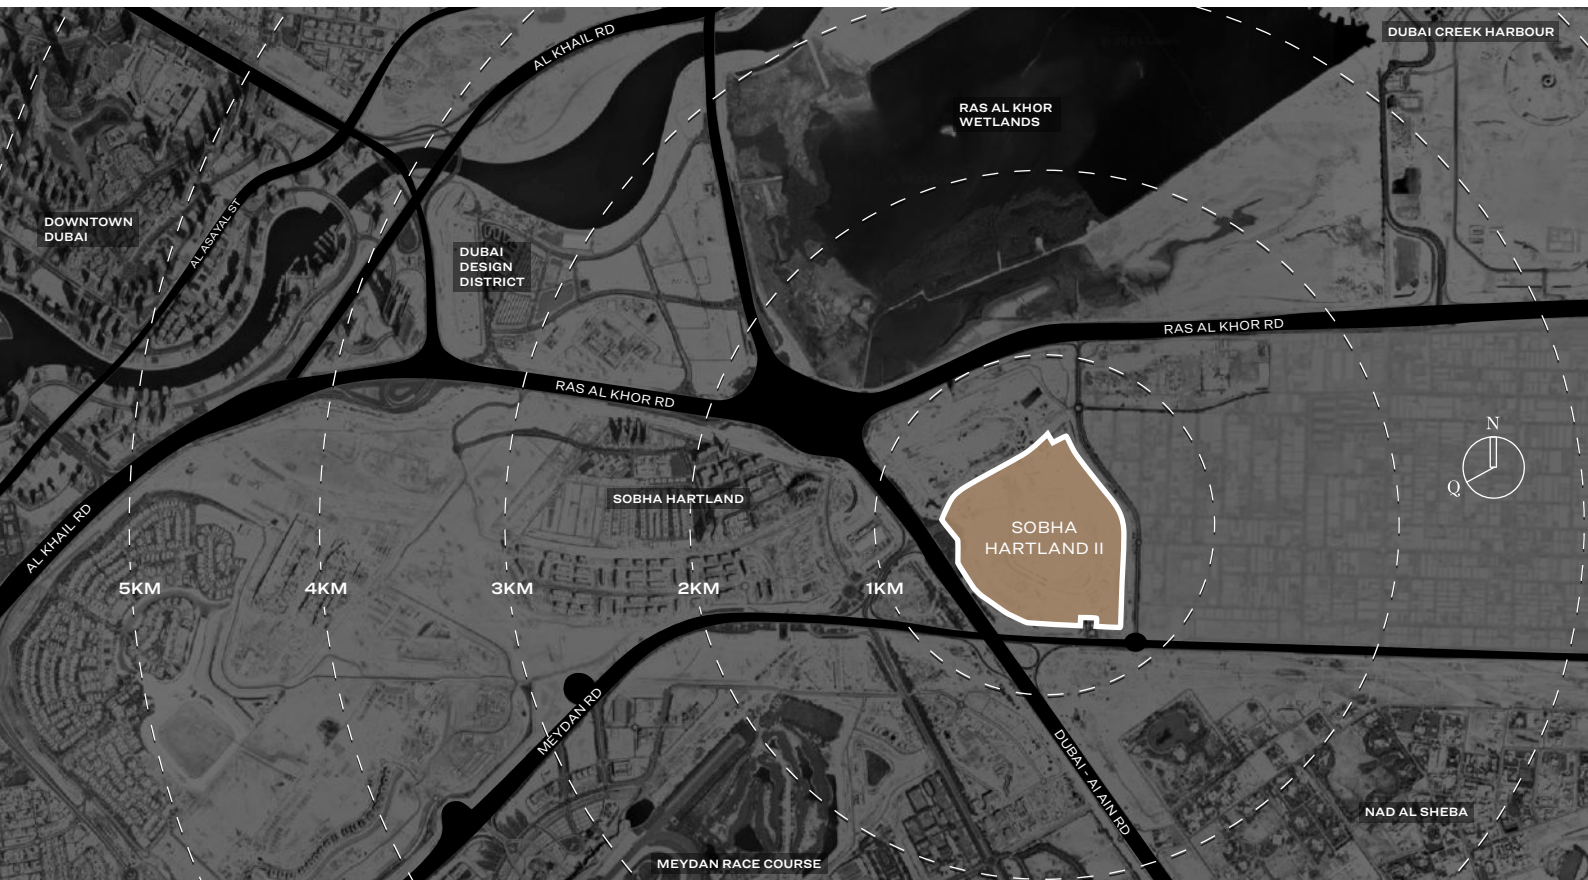 DUBAI CREEK HARBOUR
AL KHAIL RD
RAS AL KHOR
WETLANDS
DOWNTOWN
DUBAI
AL ASAYAL ST
DUBAI
DESIGN
DISTRICT
RAS AL KHOR RD
RAS AL KHOR RD
N
Q
SOBHA HARTLAND
SOBHA
HARTLAND II
AL KHAIL RD
5KM
4KM
3KM
2KM
1KM
MEYDAN RD
DUBAI - Al AIN RD
NAD AL SHEBA
MEYDAN RACE COURSE